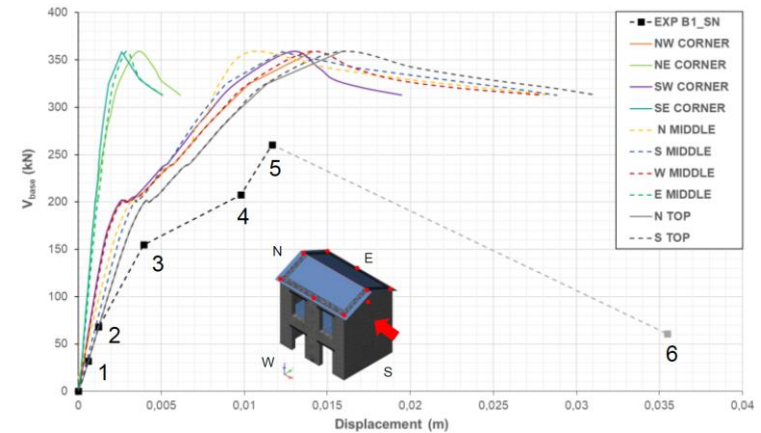 400
350
300
250
200
150
100
50
0
V_base (kN)
0
0,005
0,01
0,015
0,02
0,025
0,03
0,035
0,04
Displacement (m)
1
2
3
4
5
6
N
E
W
S
EXP B1_SN
NW CORNER
NE CORNER
SW CORNER
SE CORNER
N MIDDLE
S MIDDLE
W MIDDLE
E MIDDLE
N TOP
S TOP